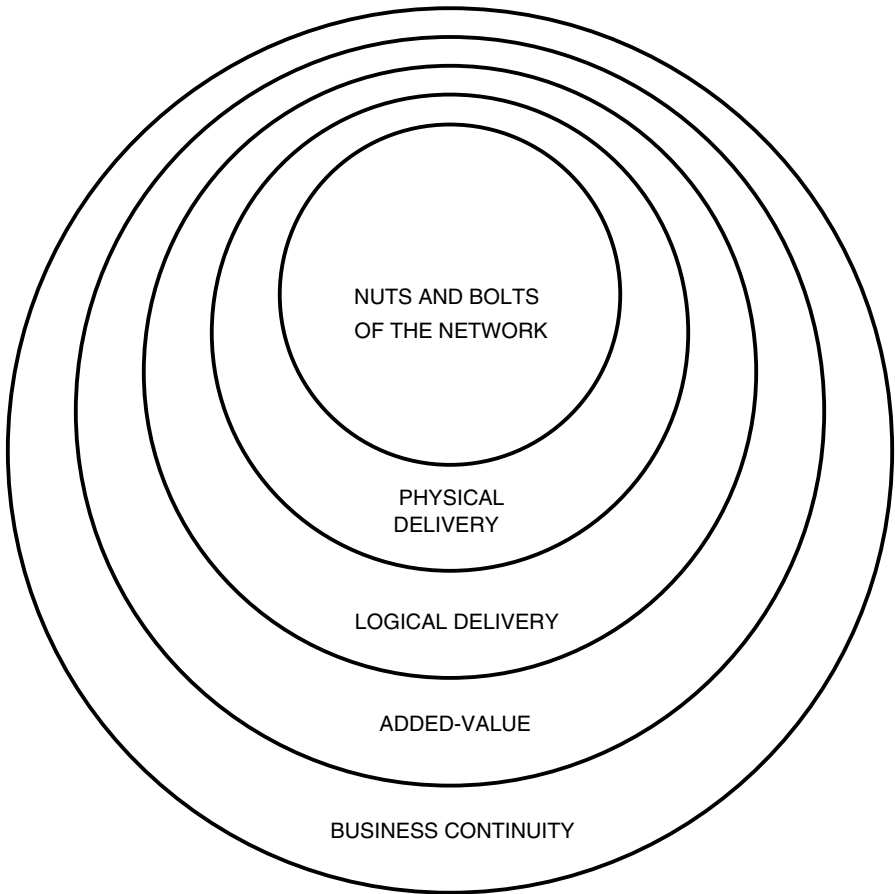 NUTS AND BOLTS
OF THE NETWORK
PHYSICAL
DELIVERY
LOGICAL DELIVERY
ADDED-VALUE
BUSINESS CONTINUITY